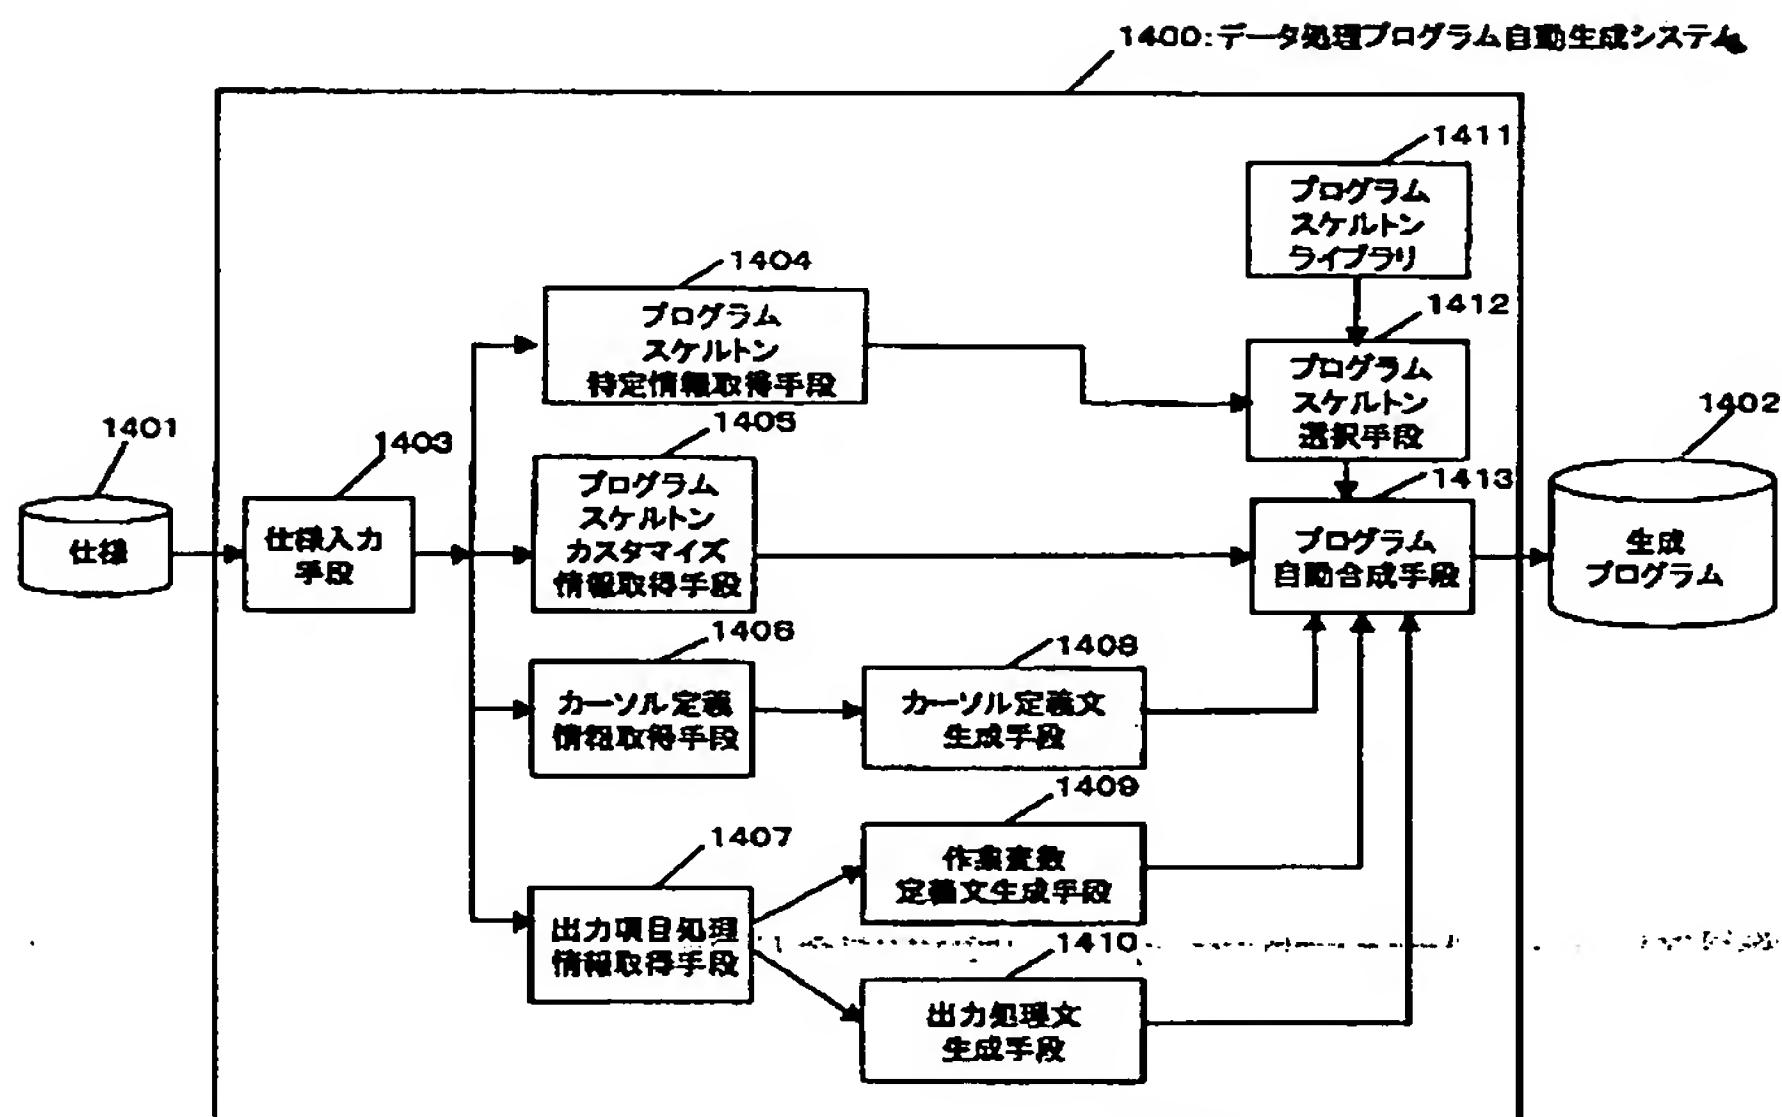 1400:データ処理プログラム自動生成システム
1411
プログラム
スケルトン
ライブラリ
1404
プログラム
スケルトン
特定情報取得手段
1412
プログラム
スケルトン
選択手段
1401
仕様
1403
仕様入力
手段
1405
プログラム
スケルトン
カスタマイズ
情報取得手段
1413
プログラム
自動合成手段
1402
生成
プログラム
1406
カーソル定義
情報取得手段
1408
カーソル定義文
生成手段
1407
出力項目処理
情報取得手段
1409
作業変数
定義文生成手段
1410
出力処理文
生成手段